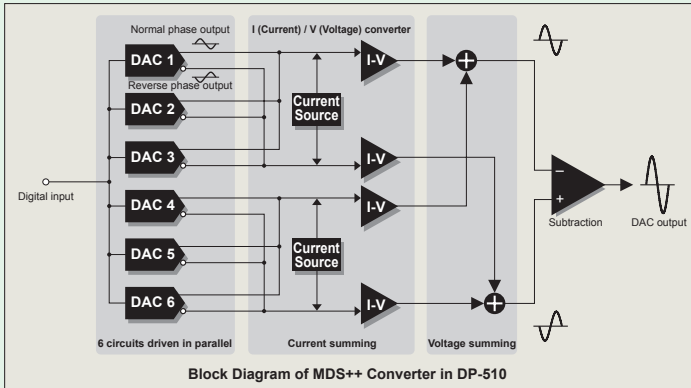 Normal phase output
I (Current) / V (Voltage) converter
DAC 1
Reverse phase output
DAC 2
DAC 3
DAC 4
DAC 5
DAC 6
Digital input
I-V
Current
Source
I-V
I-V
Current
Source
I-V
+
+
−
+
Subtraction
DAC output
6 circuits driven in parallel
Current summing
Voltage summing
Block Diagram of MDS++ Converter in DP-510